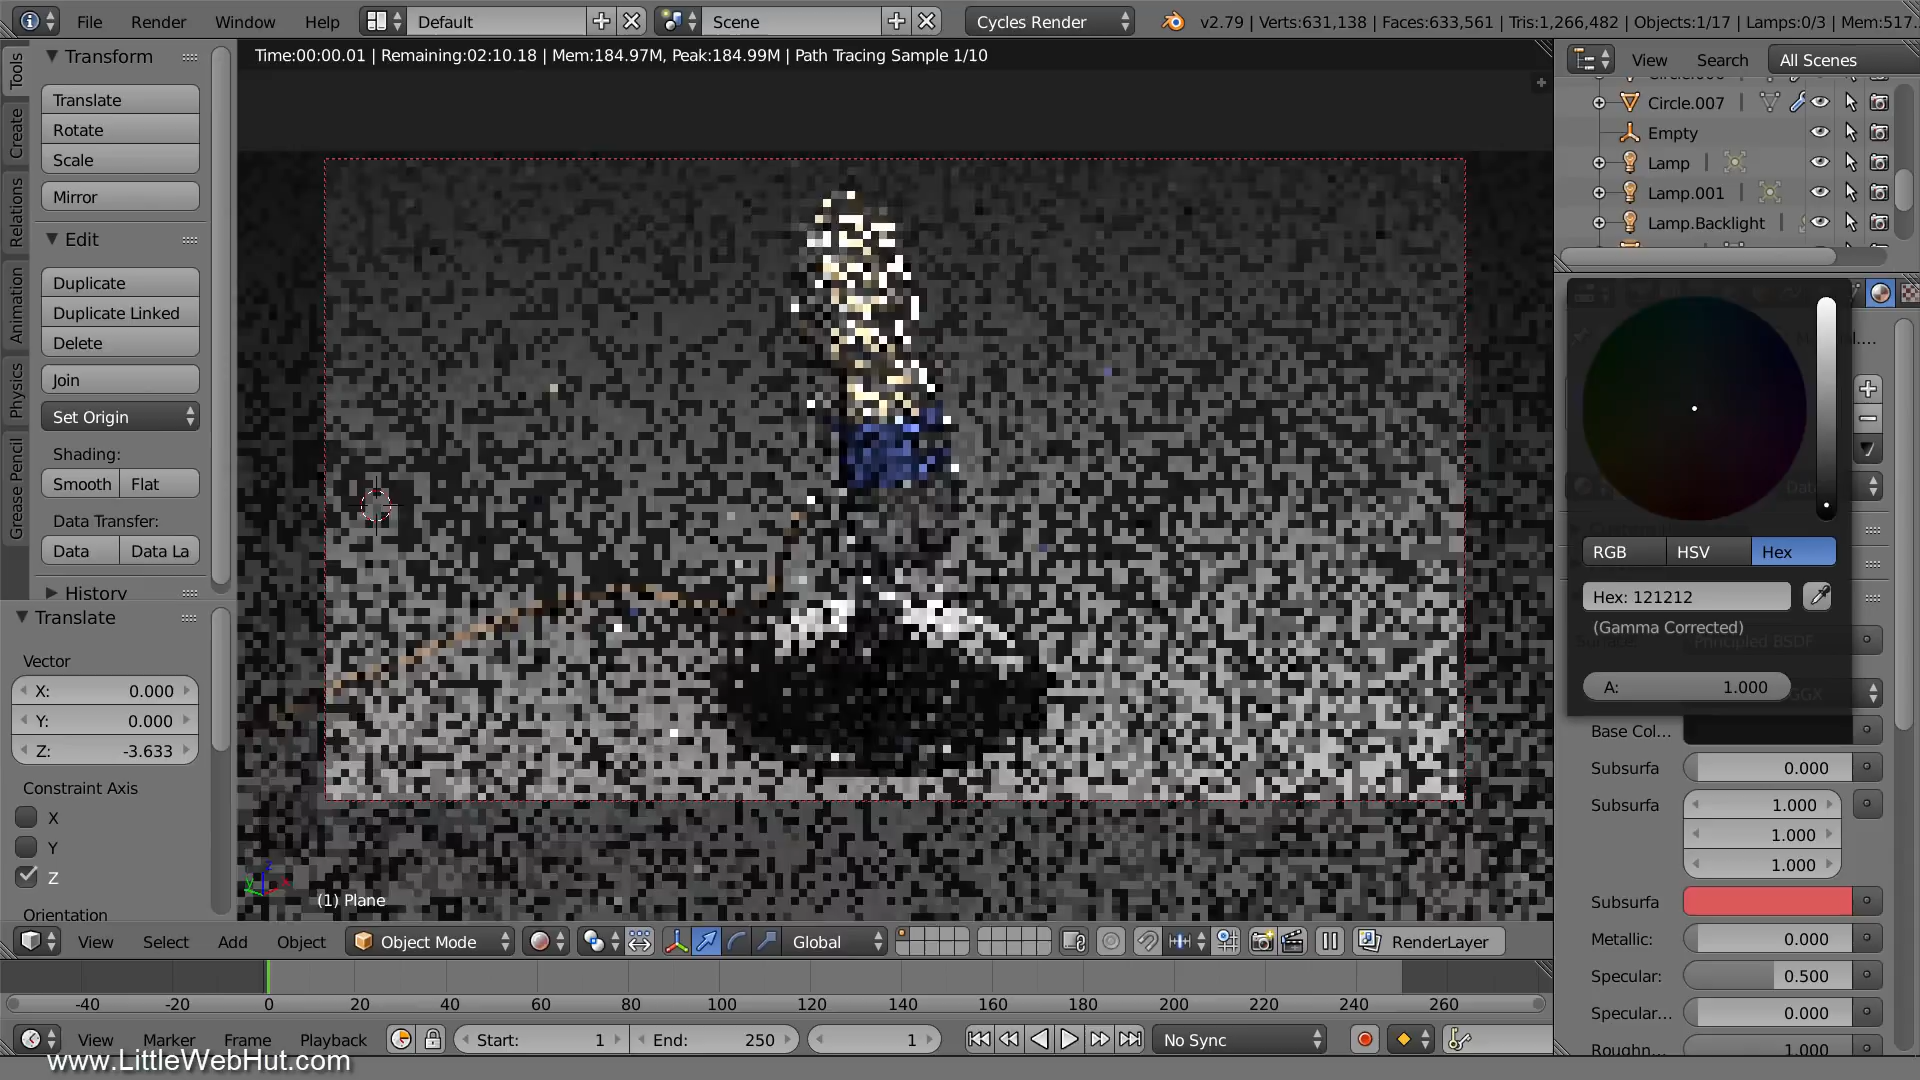 File Render Window Help Default Scene Cycles Render v2.79 | Verts:631,138 | Faces:633,561 | Tris:1,266,482 | Objects:1/17 | Lamps:0/3 | Mem:517.
Time:00:00.01 | Remaining:02:10.18 | Mem:184.97M, Peak:184.99M | Path Tracing Sample 1/10
View Search All Scenes
Circle.007
Empty
Lamp
Lamp.001
Lamp.Backlight
Tools
Create
Relations
Animation
Physics
Grease Pencil
Transform
Translate
Rotate
Scale
Mirror
Edit
Duplicate
Duplicate Linked
Delete
Join
Set Origin
Shading:
Smooth Flat
Data Transfer:
Data Data La
History
Translate
Vector
X: 0.000
Y: 0.000
Z: -3.633
Constraint Axis
X
Y
Z
Orientation
(1) Plane
RGB HSV Hex
Hex: 121212
(Gamma Corrected)
Principled BSDF
A: 1.000
Base Col...
Subsurfa 0.000
Subsurfa 1.000
1.000
1.000
Subsurfa
Metallic: 0.000
Specular: 0.500
Specular... 0.000
Roughn... 1.000
View Select Add Object Object Mode Global RenderLayer
-40 -20 0 20 40 60 80 100 120 140 160 180 200 220 240 260
View Marker Frame Playback Start: 1 End: 250 1 No Sync
www.LittleWebHut.com